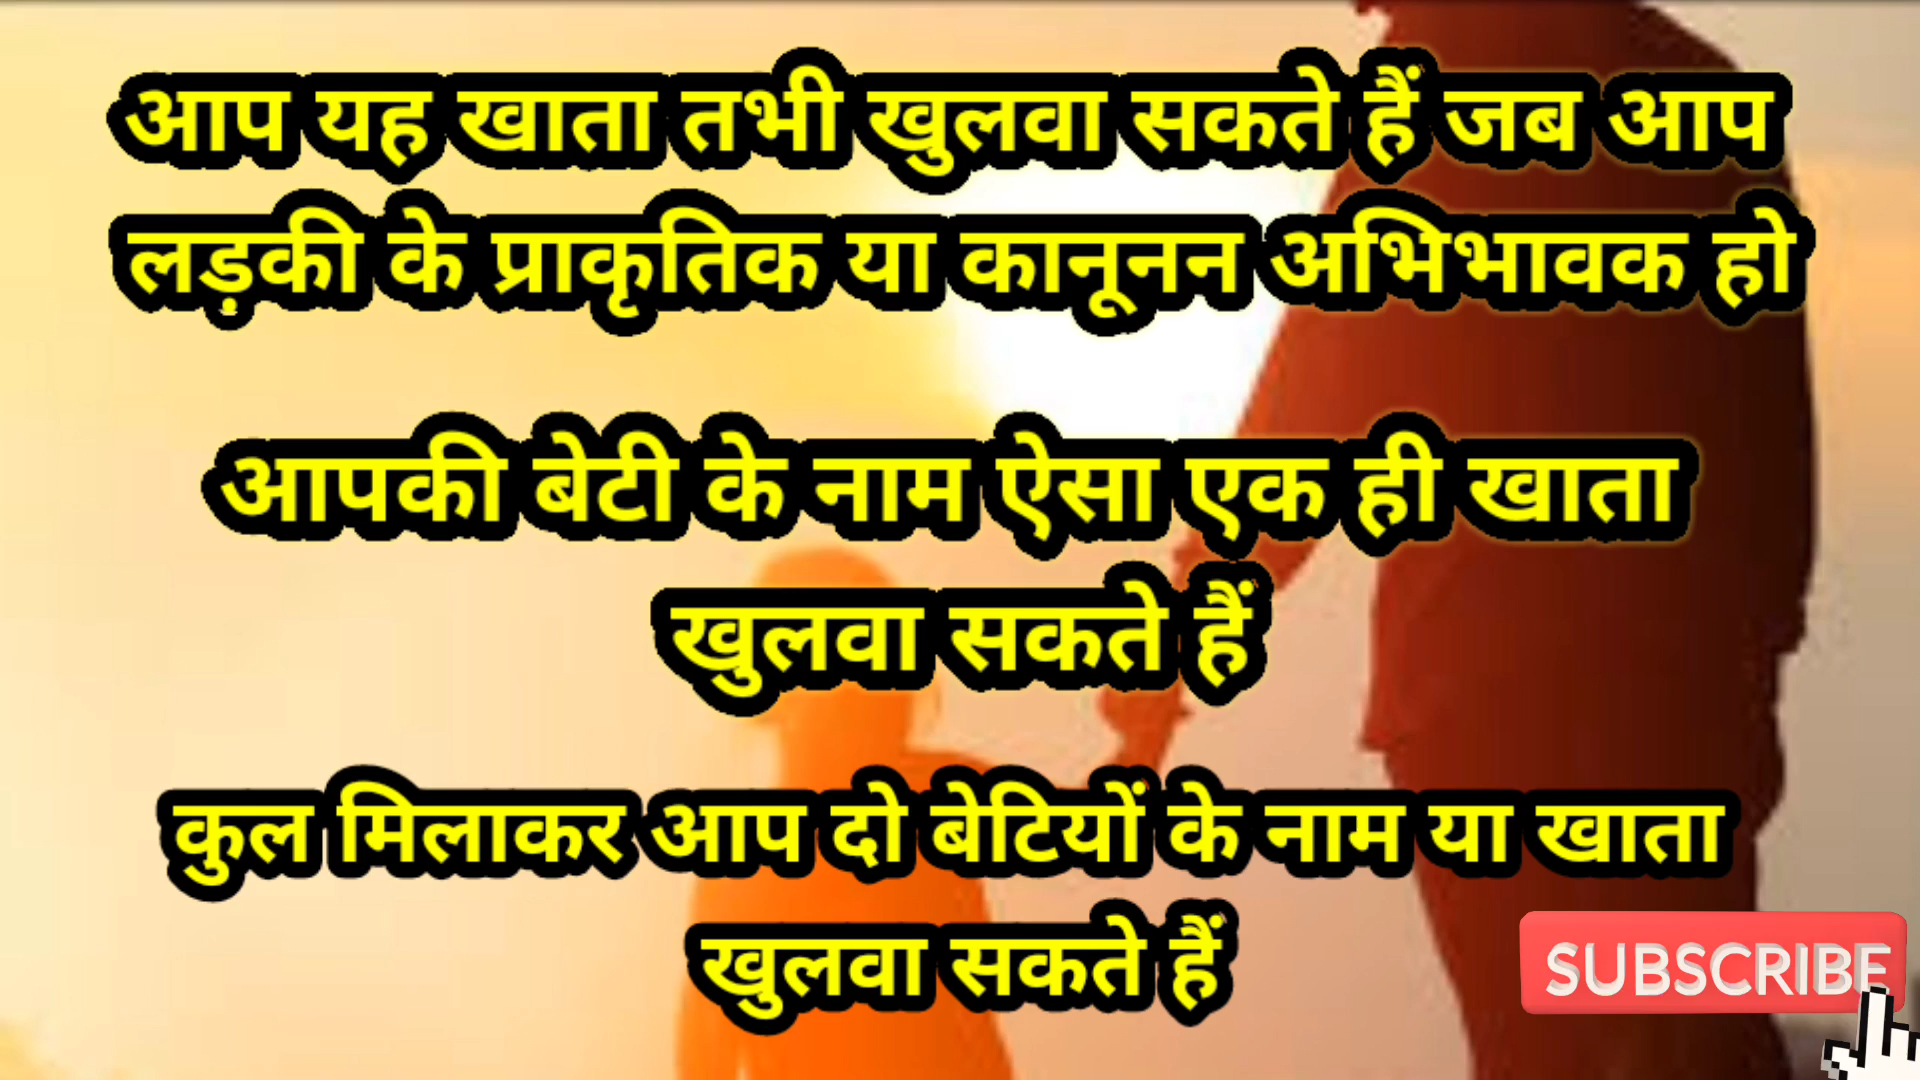 आप यह खाता तभी खुलवा सकते हैं जब आप
लड़की के प्राकृतिक या कानूनन अभिभावक हो
आपकी बेटी के नाम ऐसा एक ही खाता
खुलवा सकते हैं
कुल मिलाकर आप दो बेटियों के नाम या खाता
खुलवा सकते हैं
SUBSCRIBE